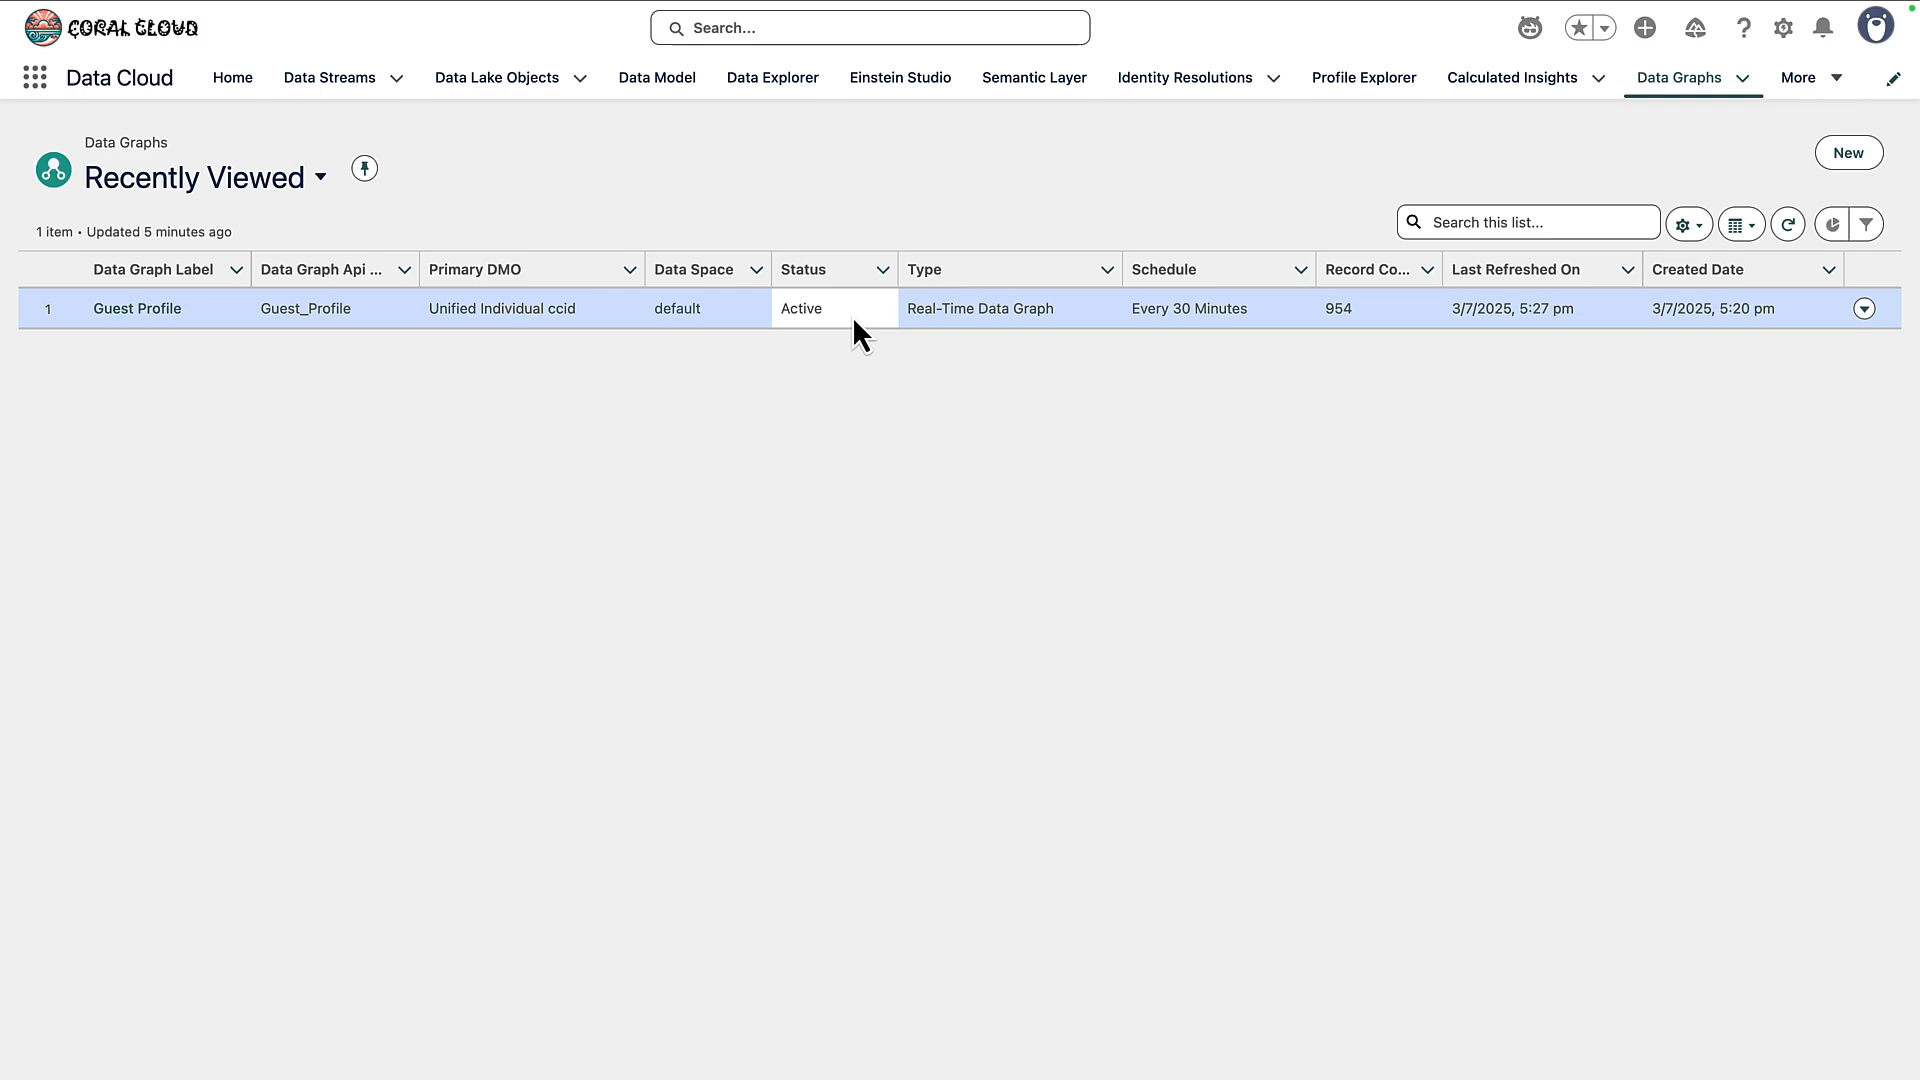 CORAL CLOUD
Search...
Data Cloud
Home
Data Streams
Data Lake Objects
Data Model
Data Explorer
Einstein Studio
Semantic Layer
Identity Resolutions
Profile Explorer
Calculated Insights
Data Graphs
More
Data Graphs
Recently Viewed
New
1 item • Updated 5 minutes ago
Search this list...
Data Graph Label
Data Graph Api ...
Primary DMO
Data Space
Status
Type
Schedule
Record Co...
Last Refreshed On
Created Date
1
Guest Profile
Guest_Profile
Unified Individual ccid
default
Active
Real-Time Data Graph
Every 30 Minutes
954
3/7/2025, 5:27 pm
3/7/2025, 5:20 pm